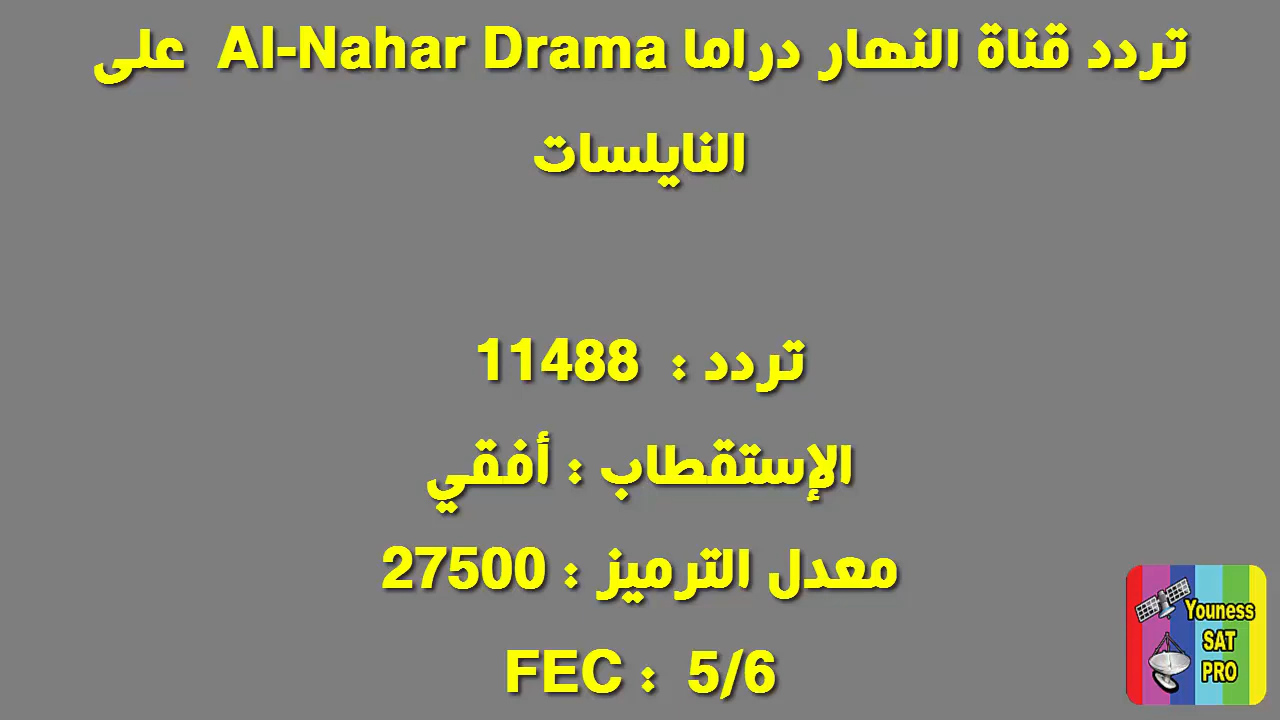 تردد قناة النهار دراما Al-Nahar Drama على
النايلسات
تردد : 11488
الإستقطاب : أفقي
معدل الترميز : 27500
FEC : 5/6
Youness
SAT
PRO